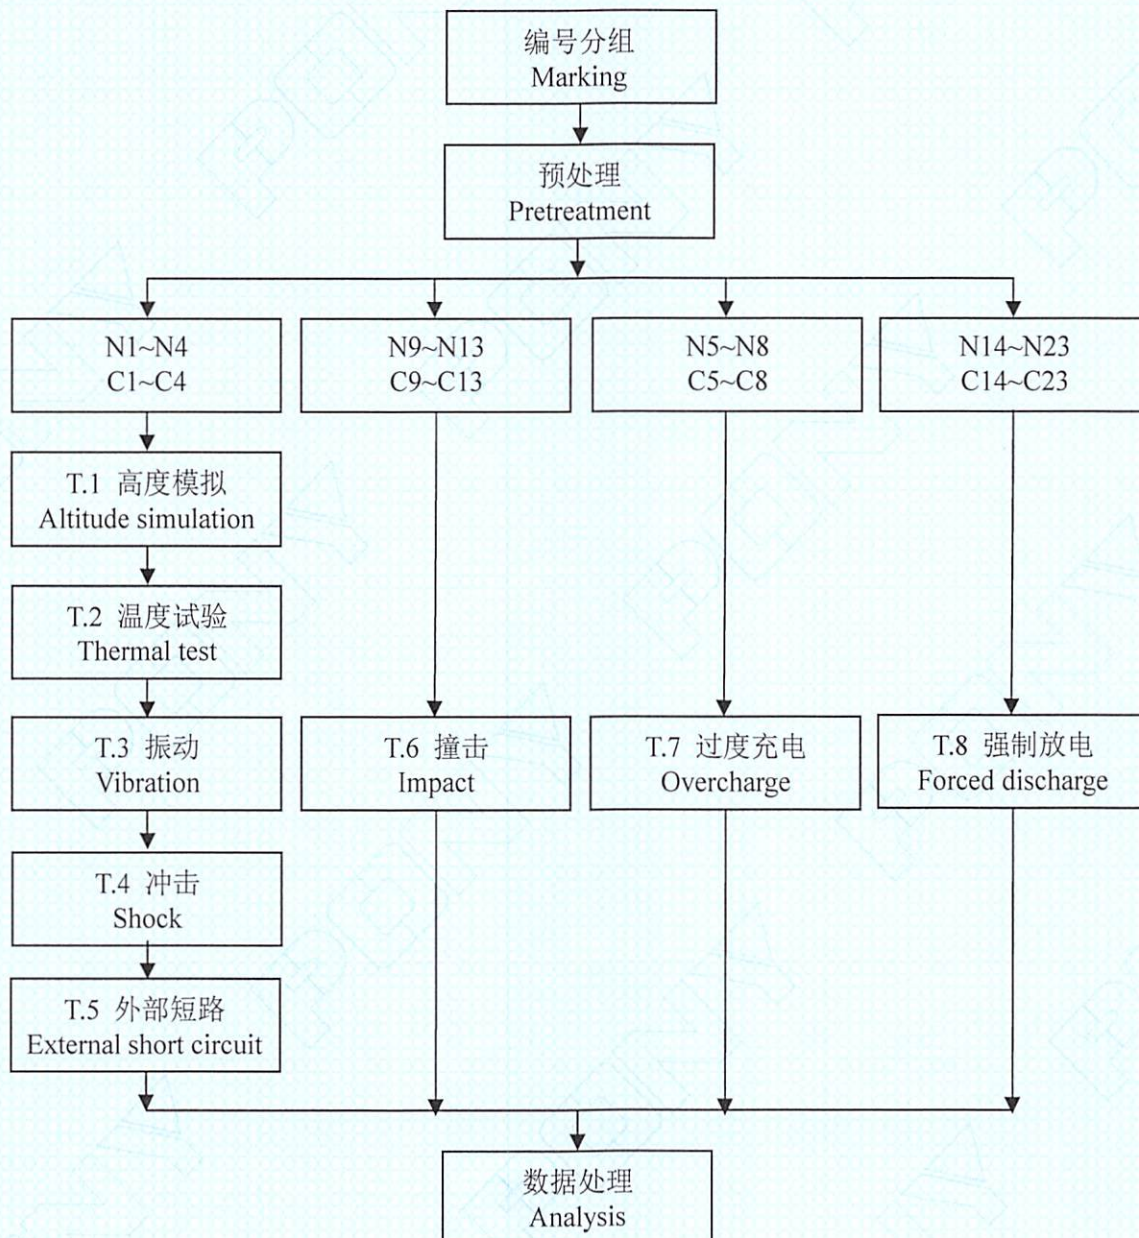 编号分组
Marking
预处理
Pretreatment
N1~N4
C1~C4
N9~N13
C9~C13
N5~N8
C5~C8
N14~N23
C14~C23
T.1 高度模拟
Altitude simulation
T.2 温度试验
Thermal test
T.3 振动
Vibration
T.6 撞击
Impact
T.7 过度充电
Overcharge
T.8 强制放电
Forced discharge
T.4 冲击
Shock
T.5 外部短路
External short circuit
数据处理
Analysis
PONY